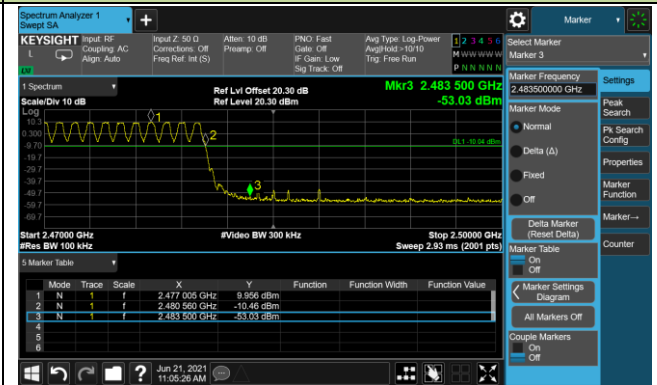 Spectrum Analyzer 1
Swept SA
+
Marker
KEYSIGHT Input: RF Input Z: 50 Ω Atten: 10 dB PNO: Fast Avg Type: Log-Power 1 2 3 4 5 6
L Coupling: AC Corrections: Off Preamp: Off Gate: Off Avg|Hold:>10/10 M W W W W W
Align: Auto Freq Ref: Int (S) IF Gain: Low Trig: Free Run P N N N N N
Sig Track: Off
Select Marker
Marker 3
1 Spectrum
Ref Lvl Offset 20.30 dB Mkr3 2.483 500 GHz
Scale/Div 10 dB Ref Level 20.30 dBm -53.03 dBm
Log
10.3
0.300
-9.70
-19.7
-29.7
-39.7
-49.7
-59.7
-69.7
1
2
3
DL1 -10.04 dBm
Start 2.47000 GHz #Video BW 300 kHz Stop 2.50000 GHz
#Res BW 100 kHz Sweep 2.93 ms (2001 pts)
5 Marker Table
Mode Trace Scale X Y Function Function Width Function Value
1 N 1 f 2.477 005 GHz 9.956 dBm
2 N 1 f 2.480 560 GHz -10.46 dBm
3 N 1 f 2.483 500 GHz -53.03 dBm
4
5
6
Marker Frequency
2.483500000 GHz
Marker Mode
Normal
Delta (Δ)
Fixed
Off
Delta Marker
(Reset Delta)
Marker Table
On
Off
Marker Settings
Diagram
All Markers Off
Couple Markers
On
Off
Settings
Peak
Search
Pk Search
Config
Properties
Marker
Function
Marker→
Counter
?
Jun 21, 2021
11:05:26 AM